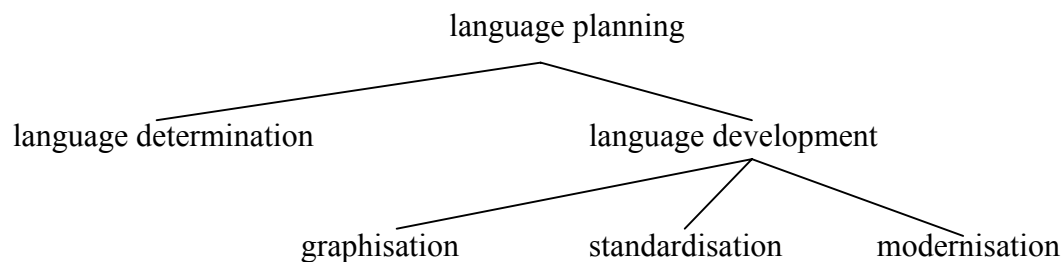 language planning
language determination
language development
graphisation
standardisation
modernisation